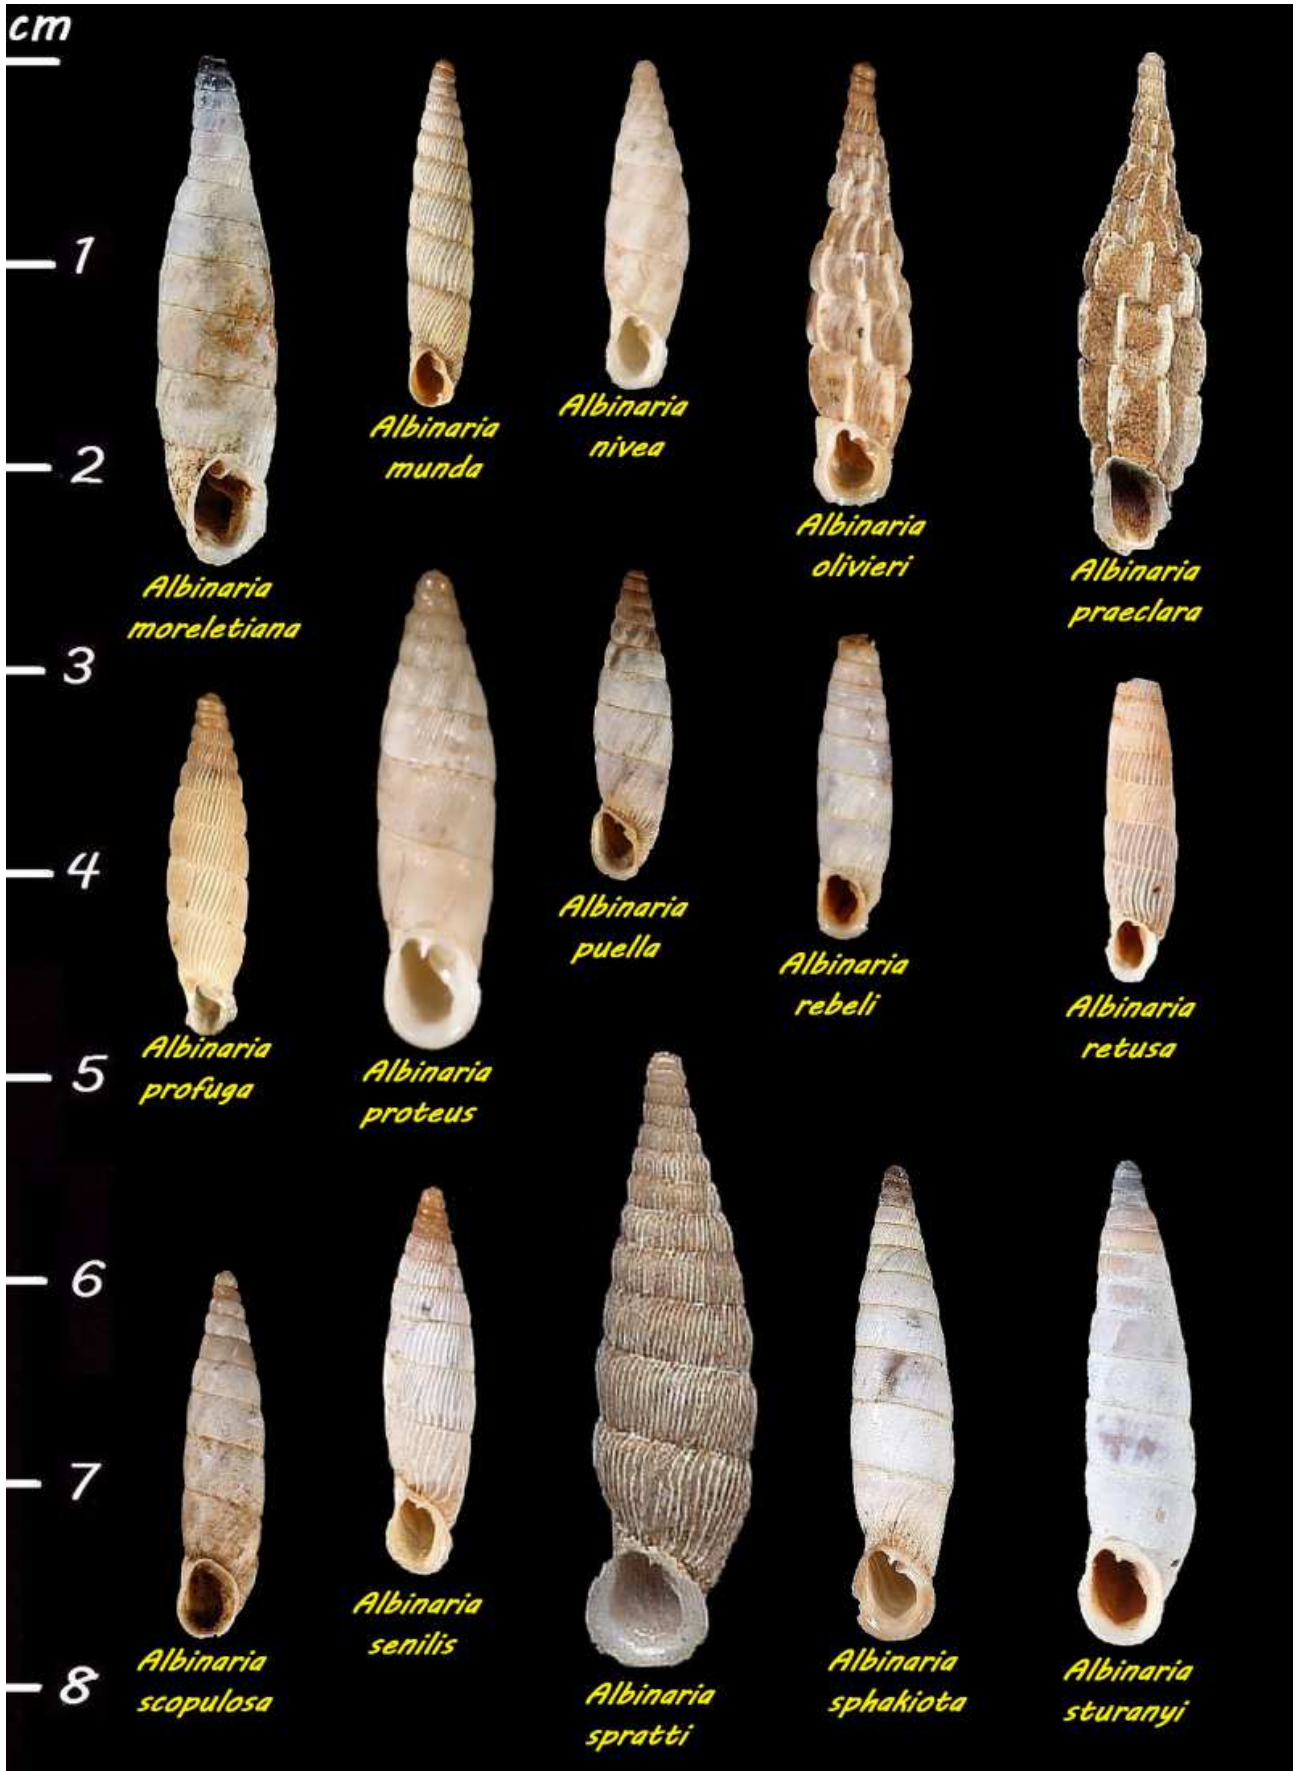 cm
1
2
3
4
5
6
7
8
Albinaria
moreletiana
Albinaria
munda
Albinaria
nivea
Albinaria
olivieri
Albinaria
praeclara
Albinaria
profuga
Albinaria
proteus
Albinaria
puella
Albinaria
rebeli
Albinaria
retusa
Albinaria
scopulosa
Albinaria
senilis
Albinaria
spratti
Albinaria
sphakiota
Albinaria
sturanyi